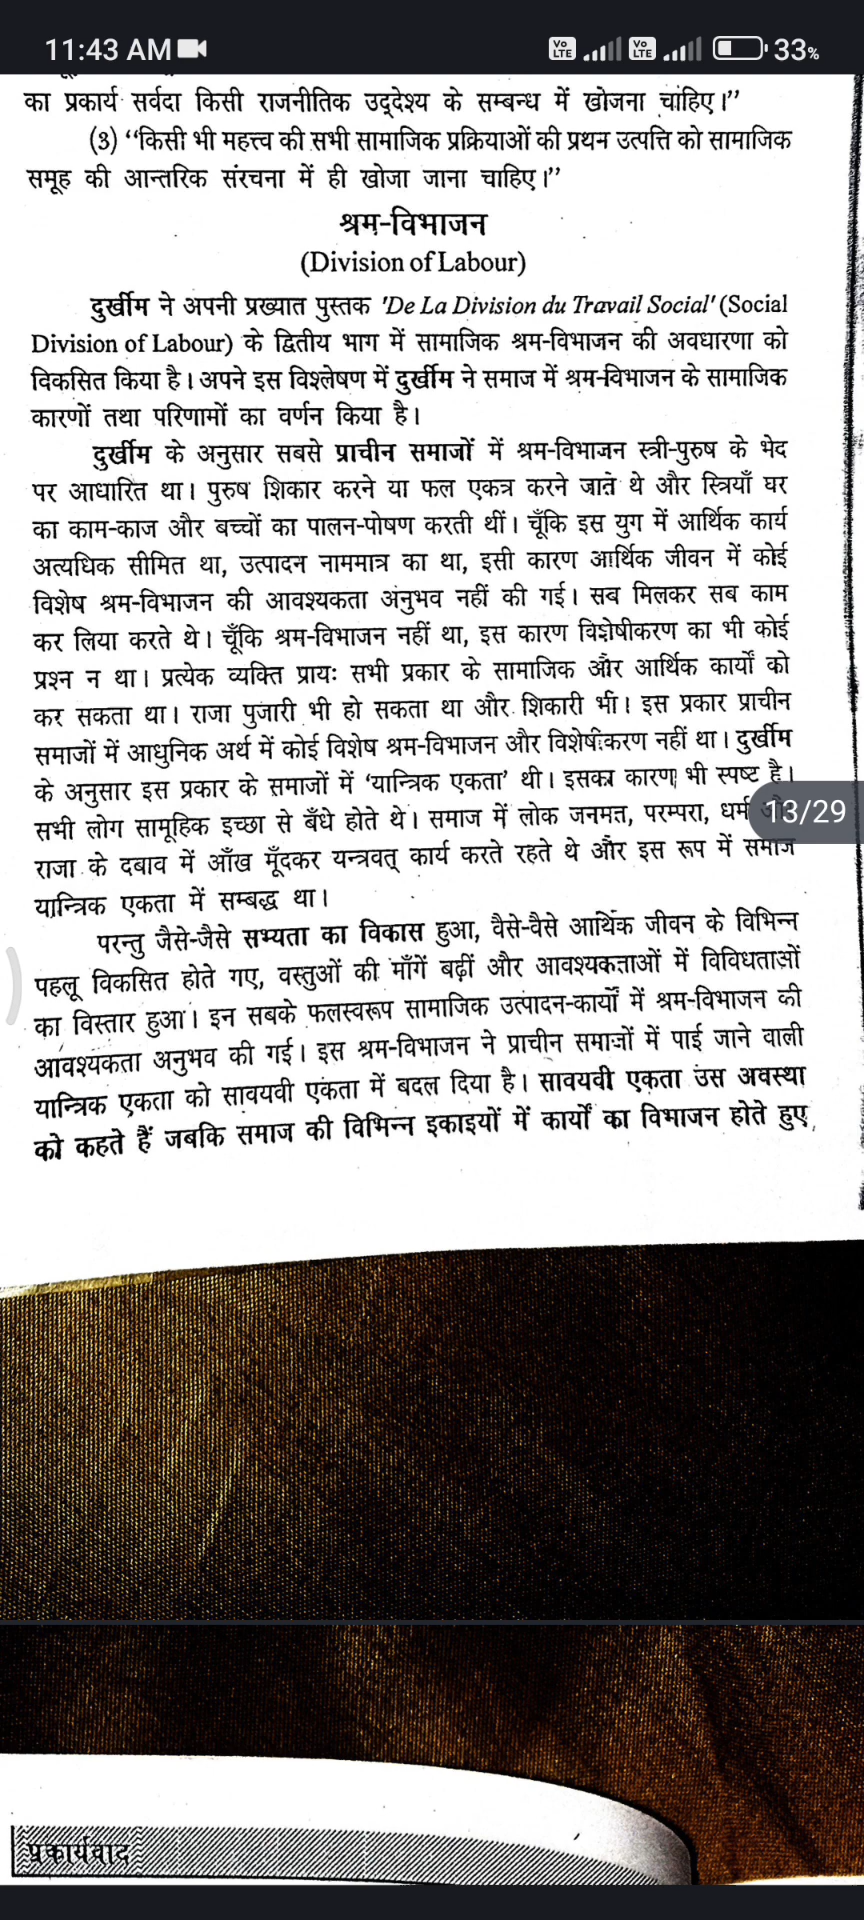 11:43 AM
Vo LTE Vo LTE 33%
का प्रकार्य सर्वदा किसी राजनीतिक उद्देश्य के सम्बन्ध में खोजना चाहिए।”
(3) “किसी भी महत्त्व की सभी सामाजिक प्रक्रियाओं की प्रथम उत्पत्ति को सामाजिक
समूह की आन्तरिक संरचना में ही खोजा जाना चाहिए।”
श्रम-विभाजन
(Division of Labour)
दुर्खीम ने अपनी प्रख्यात पुस्तक 'De La Division du Travail Social' (Social
Division of Labour) के द्वितीय भाग में सामाजिक श्रम-विभाजन की अवधारणा को
विकसित किया है। अपने इस विश्लेषण में दुर्खीम ने समाज में श्रम-विभाजन के सामाजिक
कारणों तथा परिणामों का वर्णन किया है।
दुर्खीम के अनुसार सबसे प्राचीन समाजों में श्रम-विभाजन स्त्री-पुरुष के भेद
पर आधारित था। पुरुष शिकार करने या फल एकत्र करने जाते थे और स्त्रियाँ घर
का काम-काज और बच्चों का पालन-पोषण करती थीं। चूँकि इस युग में आर्थिक कार्य
अत्यधिक सीमित था, उत्पादन नाममात्र का था, इसी कारण आर्थिक जीवन में कोई
विशेष श्रम-विभाजन की आवश्यकता अनुभव नहीं की गई। सब मिलकर सब काम
कर लिया करते थे। चूँकि श्रम-विभाजन नहीं था, इस कारण विशेषीकरण का भी कोई
प्रश्न न था। प्रत्येक व्यक्ति प्रायः सभी प्रकार के सामाजिक और आर्थिक कार्यों को
कर सकता था। राजा पुजारी भी हो सकता था और शिकारी भी। इस प्रकार प्राचीन
समाजों में आधुनिक अर्थ में कोई विशेष श्रम-विभाजन और विशेषीकरण नहीं था। दुर्खीम
के अनुसार इस प्रकार के समाजों में ‘यान्त्रिक एकता’ थी। इसका कारण भी स्पष्ट है।
सभी लोग सामूहिक इच्छा से बँधे होते थे। समाज में लोक जनमत, परम्परा, धर्म
13/29
राजा के दबाव में आँख मूँदकर यन्त्रवत् कार्य करते रहते थे और इस रूप में समाज
यान्त्रिक एकता में सम्बद्ध था।
परन्तु जैसे-जैसे सभ्यता का विकास हुआ, वैसे-वैसे आर्थिक जीवन के विभिन्न
पहलू विकसित होते गए, वस्तुओं की माँगें बढ़ीं और आवश्यकताओं में विविधताओं
का विस्तार हुआ। इन सबके फलस्वरूप सामाजिक उत्पादन-कार्यों में श्रम-विभाजन की
आवश्यकता अनुभव की गई। इस श्रम-विभाजन ने प्राचीन समाजों में पाई जाने वाली
यान्त्रिक एकता को सावयवी एकता में बदल दिया है। सावयवी एकता उस अवस्था
को कहते हैं जबकि समाज की विभिन्न इकाइयों में कार्यों का विभाजन होते हुए
प्रकार्यवाद